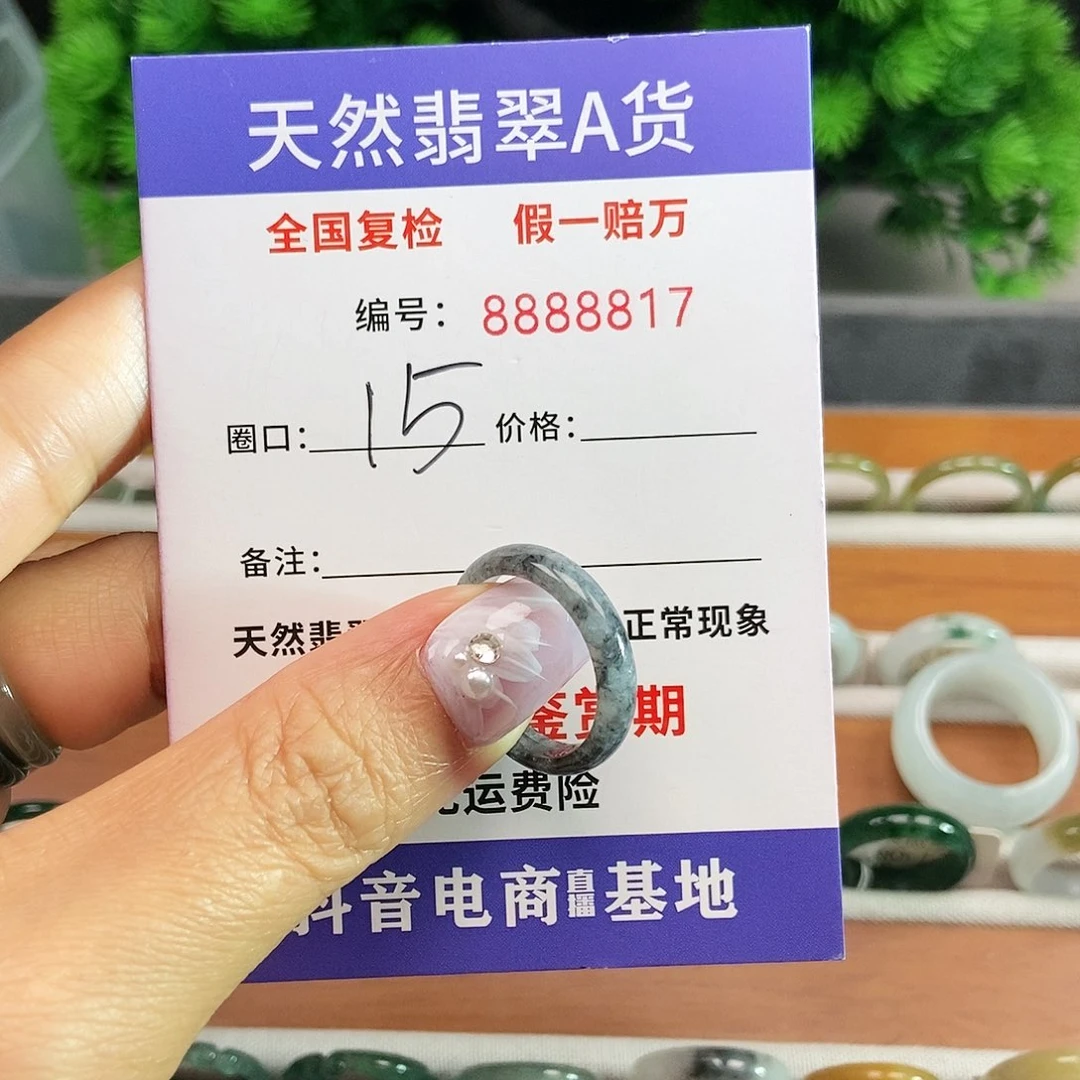 天然翡翠A货
全国复检 假一赔万
编号：8888817
圈口：15 价格：
备注：
天然翡 正常现象
鉴赏期
运费险
抖音电商直播基地